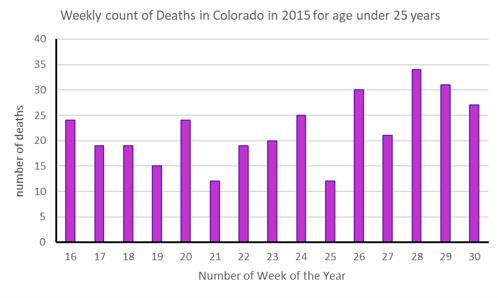 Weekly count of Deaths in Colorado in 2015 for age under 25 years
40
35
30
25
20
15
10
5
0
number of deaths
16 17 18 19 20 21 22 23 24 25 26 27 28 29 30
Number of Week of the Year